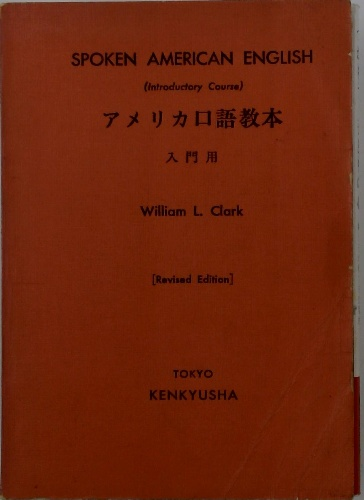 SPOKEN AMERICAN ENGLISH
(Introductory Course)
アメリカ口語教本
入門用
William L. Clark
[Revised Edition]
TOKYO
KENKYUSHA